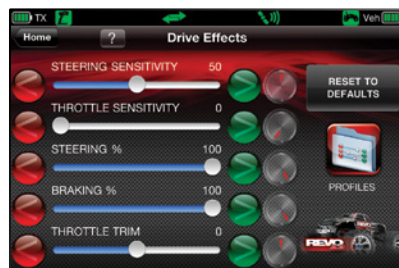 TX Veh
Home ? Drive Effects
STEERING SENSITIVITY 50
RESET TO
DEFAULTS
THROTTLE SENSITIVITY 0
STEERING % 100
BRAKING % 100
PROFILES
THROTTLE TRIM 0
REVO